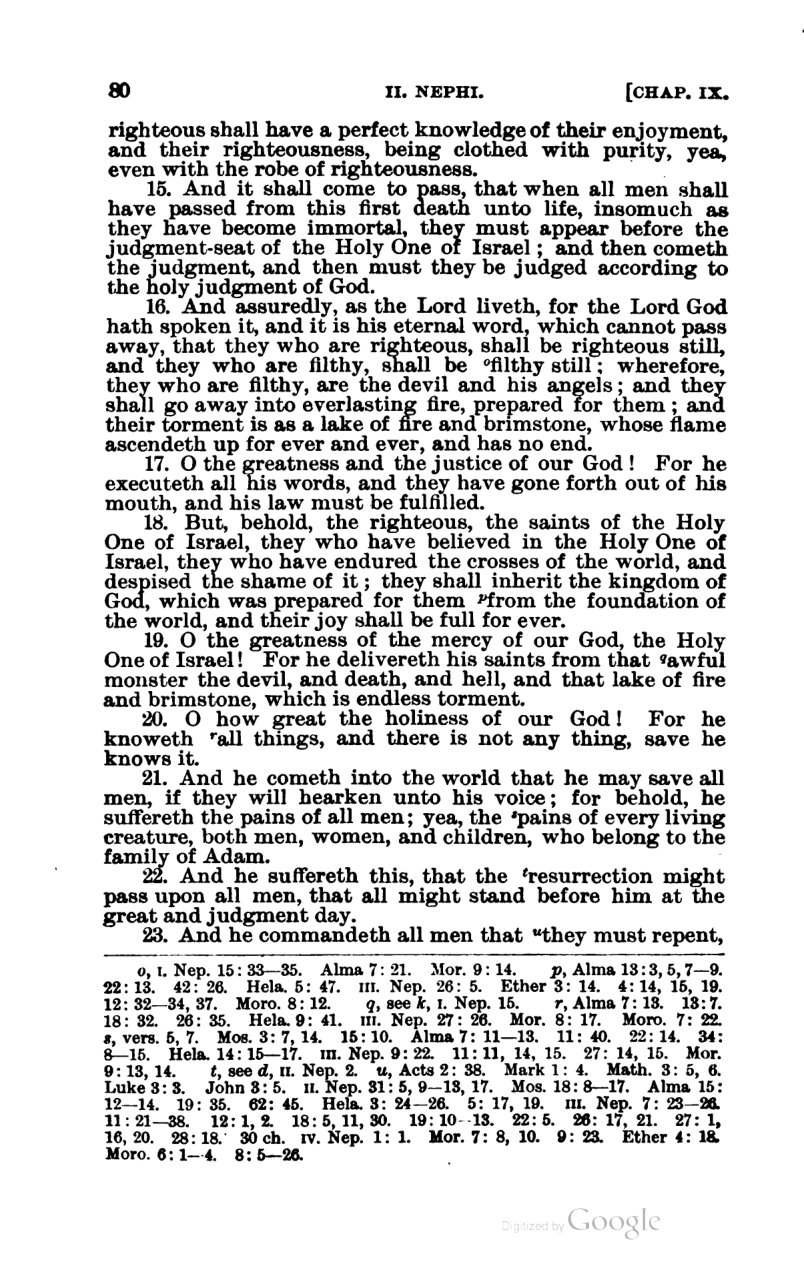 80 II. NEPHI. [CHAP. IX.
righteous shall have a perfect knowledge of their enjoyment,
and their righteousness, being clothed with purity, yea,
even with the robe of righteousness.
15. And it shall come to pass, that when all men shall
have passed from this first death unto life, insomuch as
they have become immortal, they must appear before the
judgment-seat of the Holy One of Israel; and then cometh
the judgment, and then must they be judged according to
the holy judgment of God.
16. And assuredly, as the Lord liveth, for the Lord God
hath spoken it, and it is his eternal word, which cannot pass
away, that they who are righteous, shall be righteous still,
and they who are filthy, shall be ᵒfilthy still; wherefore,
they who are filthy, are the devil and his angels; and they
shall go away into everlasting fire, prepared for them; and
their torment is as a lake of fire and brimstone, whose flame
ascendeth up for ever and ever, and has no end.
17. O the greatness and the justice of our God! For he
executeth all his words, and they have gone forth out of his
mouth, and his law must be fulfilled.
18. But, behold, the righteous, the saints of the Holy
One of Israel, they who have believed in the Holy One of
Israel, they who have endured the crosses of the world, and
despised the shame of it; they shall inherit the kingdom of
God, which was prepared for them ᵖfrom the foundation of
the world, and their joy shall be full for ever.
19. O the greatness of the mercy of our God, the Holy
One of Israel! For he delivereth his saints from that qawful
monster the devil, and death, and hell, and that lake of fire
and brimstone, which is endless torment.
20. O how great the holiness of our God! For he
knoweth ʳall things, and there is not any thing, save he
knows it.
21. And he cometh into the world that he may save all
men, if they will hearken unto his voice; for behold, he
suffereth the pains of all men; yea, the ˢpains of every living
creature, both men, women, and children, who belong to the
family of Adam.
22. And he suffereth this, that the ᵗresurrection might
pass upon all men, that all might stand before him at the
great and judgment day.
23. And he commandeth all men that ᵘthey must repent,
o, I. Nep. 15: 33—35. Alma 7: 21. Mor. 9: 14. p, Alma 13: 3, 5, 7—9.
22: 13. 42: 26. Hela. 5: 47. III. Nep. 26: 5. Ether 3: 14. 4: 14, 15, 19.
12: 32—34, 37. Moro. 8: 12. q, see k, I. Nep. 15. r, Alma 7: 13. 13: 7.
18: 32. 26: 35. Hela. 9: 41. III. Nep. 27: 26. Mor. 8: 17. Moro. 7: 22.
s, vers. 5, 7. Mos. 3: 7, 14. 15: 10. Alma 7: 11—13. 11: 40. 22: 14. 34:
8—15. Hela. 14: 15—17. III. Nep. 9: 22. 11: 11, 14, 15. 27: 14, 15. Mor.
9: 13, 14. t, see d, II. Nep. 2. u, Acts 2: 38. Mark 1: 4. Math. 3: 5, 6.
Luke 3: 3. John 3: 5. II. Nep. 31: 5, 9—13, 17. Mos. 18: 8—17. Alma 15:
12—14. 19: 35. 62: 45. Hela. 3: 24—26. 5: 17, 19. III. Nep. 7: 23—26.
11: 21—38. 12: 1, 2. 18: 5, 11, 30. 19: 10—13. 22: 5. 26: 17, 21. 27: 1,
16, 20. 28: 18. 30 ch. IV. Nep. 1: 1. Mor. 7: 8, 10. 9: 23. Ether 4: 18.
Moro. 6: 1—4. 8: 5—26.
Digitized by Google